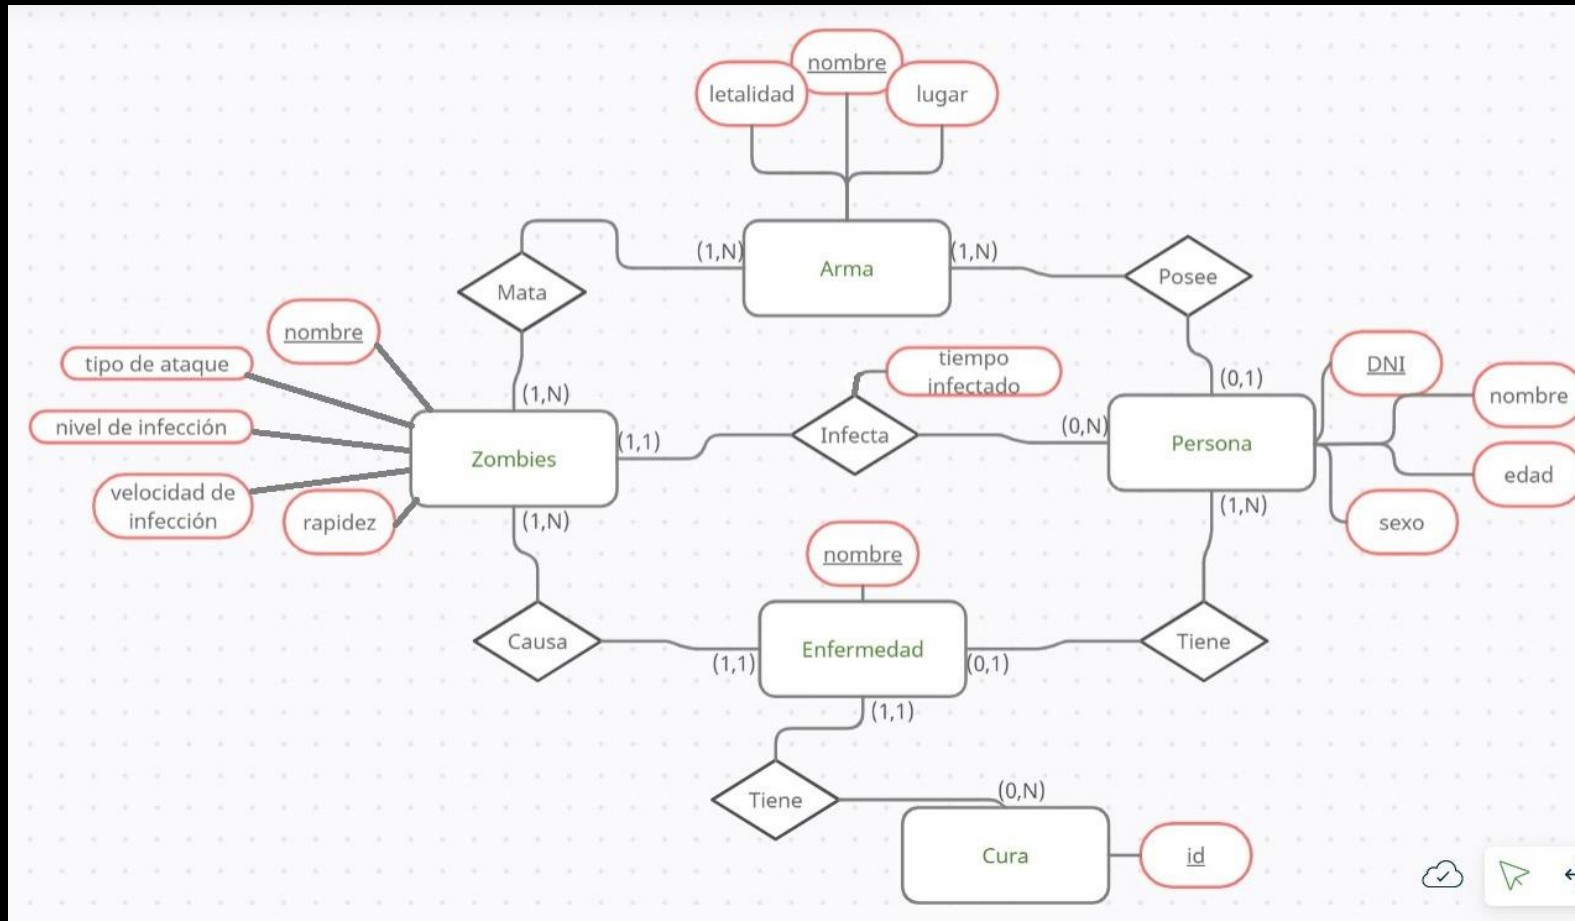 nombre
letalidad
lugar
(1,N)
Arma
(1,N)
Mata
Posee
nombre
tipo de ataque
nivel de infección
velocidad de
infección
rapidez
(1,N)
Zombies
(1,1)
(1,N)
tiempo
infectado
Infecta
(0,N)
(0,1)
Persona
(1,N)
DNI
nombre
edad
sexo
nombre
Causa
(1,1)
Enfermedad
(0,1)
Tiene
(1,1)
Tiene
(0,N)
Cura
id